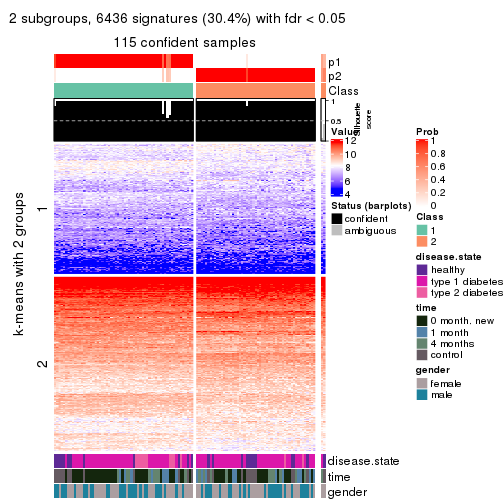 2 subgroups, 6436 signatures (30.4%) with fdr < 0.05
115 confident samples
p1
p2
Class
1
0.5
0
Silhouette
score
k-means with 2 groups
1
2
disease.state
time
gender
Value
12
10
8
6
4
Status (barplots)
confident
ambiguous
Prob
1
0.8
0.6
0.4
0.2
0
Class
1
2
disease.state
healthy
type 1 diabetes
type 2 diabetes
time
0 month. new
1 month
4 months
control
gender
female
male